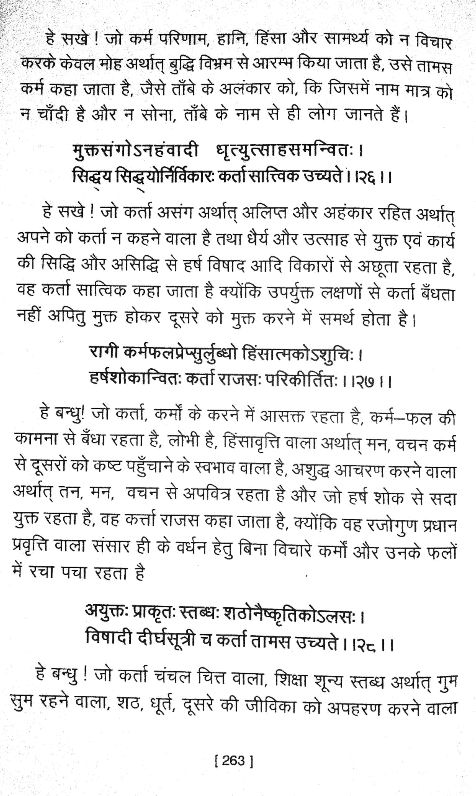 हे सखे ! जो कर्म परिणाम, हानि, हिंसा और सामर्थ्य को न विचार
करके केवल मोह अर्थात् बुद्धि विभ्रम से आरम्भ किया जाता है, उसे तामस
कर्म कहा जाता है, जैसे ताँबे के अलंकार को, कि जिसमें नाम मात्र को
न चाँदी है और न सोना, ताँबे के नाम से ही लोग जानते हैं।
मुक्तसंगोऽनहंवादी धृत्युत्साहसमन्वितः ।
सिद्धय सिद्धयोर्निर्विकारः कर्ता सात्त्विक उच्यते ।।२६।।
हे सखे ! जो कर्ता असंग अर्थात् अलिप्त और अहंकार रहित अर्थात्
अपने को कर्ता न कहने वाला है तथा धैर्य और उत्साह से युक्त एवं कार्य
की सिद्धि और असिद्धि से हर्ष विषाद आदि विकारों से अछूता रहता है,
वह कर्ता सात्विक कहा जाता है क्योंकि उपर्युक्त लक्षणों से कर्ता बँधता
नहीं अपितु मुक्त होकर दूसरे को मुक्त करने में समर्थ होता है।
रागी कर्मफलप्रेप्सुर्लुब्धो हिंसात्मकोऽशुचिः ।
हर्षशोकान्वितः कर्ता राजसः परिकीर्तितः ।।२७।।
हे बन्धु! जो कर्ता, कर्मों के करने में आसक्त रहता है, कर्म–फल की
कामना से बँधा रहता है, लोभी है, हिंसावृत्ति वाला अर्थात् मन, वचन कर्म
से दूसरों को कष्ट पहुँचाने के स्वभाव वाला है, अशुद्ध आचरण करने वाला
अर्थात् तन, मन, वचन से अपवित्र रहता है और जो हर्ष शोक से सदा
युक्त रहता है, वह कर्त्ता राजस कहा जाता है, क्योंकि वह रजोगुण प्रधान
प्रवृत्ति वाला संसार ही के वर्धन हेतु बिना विचारे कर्मों और उनके फलों
में रचा पचा रहता है
अयुक्तः प्राकृतः स्तब्धः शठोनैष्कृतिकोऽलसः ।
विषादी दीर्घसूत्री च कर्ता तामस उच्यते ।।२८।।
हे बन्धु ! जो कर्ता चंचल चित्त वाला, शिक्षा शून्य स्तब्ध अर्थात् गुम
सुम रहने वाला, शठ, धूर्त, दूसरे की जीविका को अपहरण करने वाला
[ 263 ]